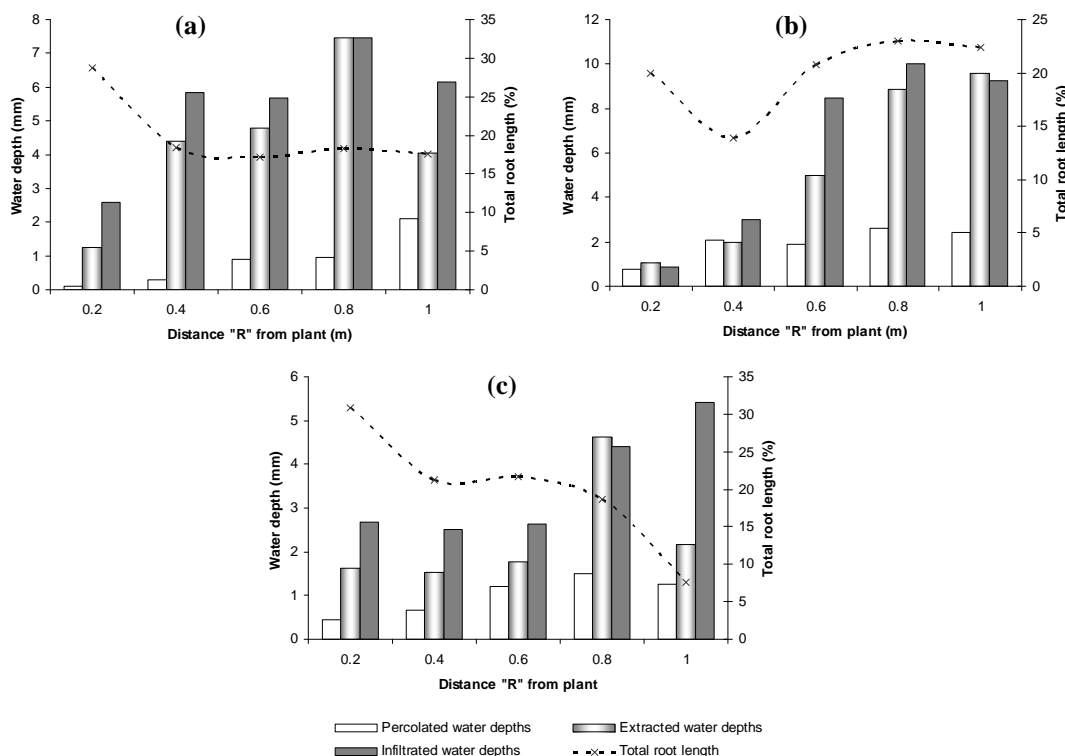 (a)
8
7
6
5
4
3
2
1
0
Water depth (mm)
35
30
25
20
15
10
5
0
Total root length (%)
0.2 0.4 0.6 0.8 1
Distance "R" from plant (m)
(b)
12
10
8
6
4
2
0
Water depth (mm)
25
20
15
10
5
0
Total root length (%)
0.2 0.4 0.6 0.8 1
Distance "R" from plant (m)
(c)
6
5
4
3
2
1
0
Water depth (mm)
35
30
25
20
15
10
5
0
Total root length (%)
0.2 0.4 0.6 0.8 1
Distance "R" from plant
Percolated water depths Extracted water depths
Infiltrated water depths Total root length